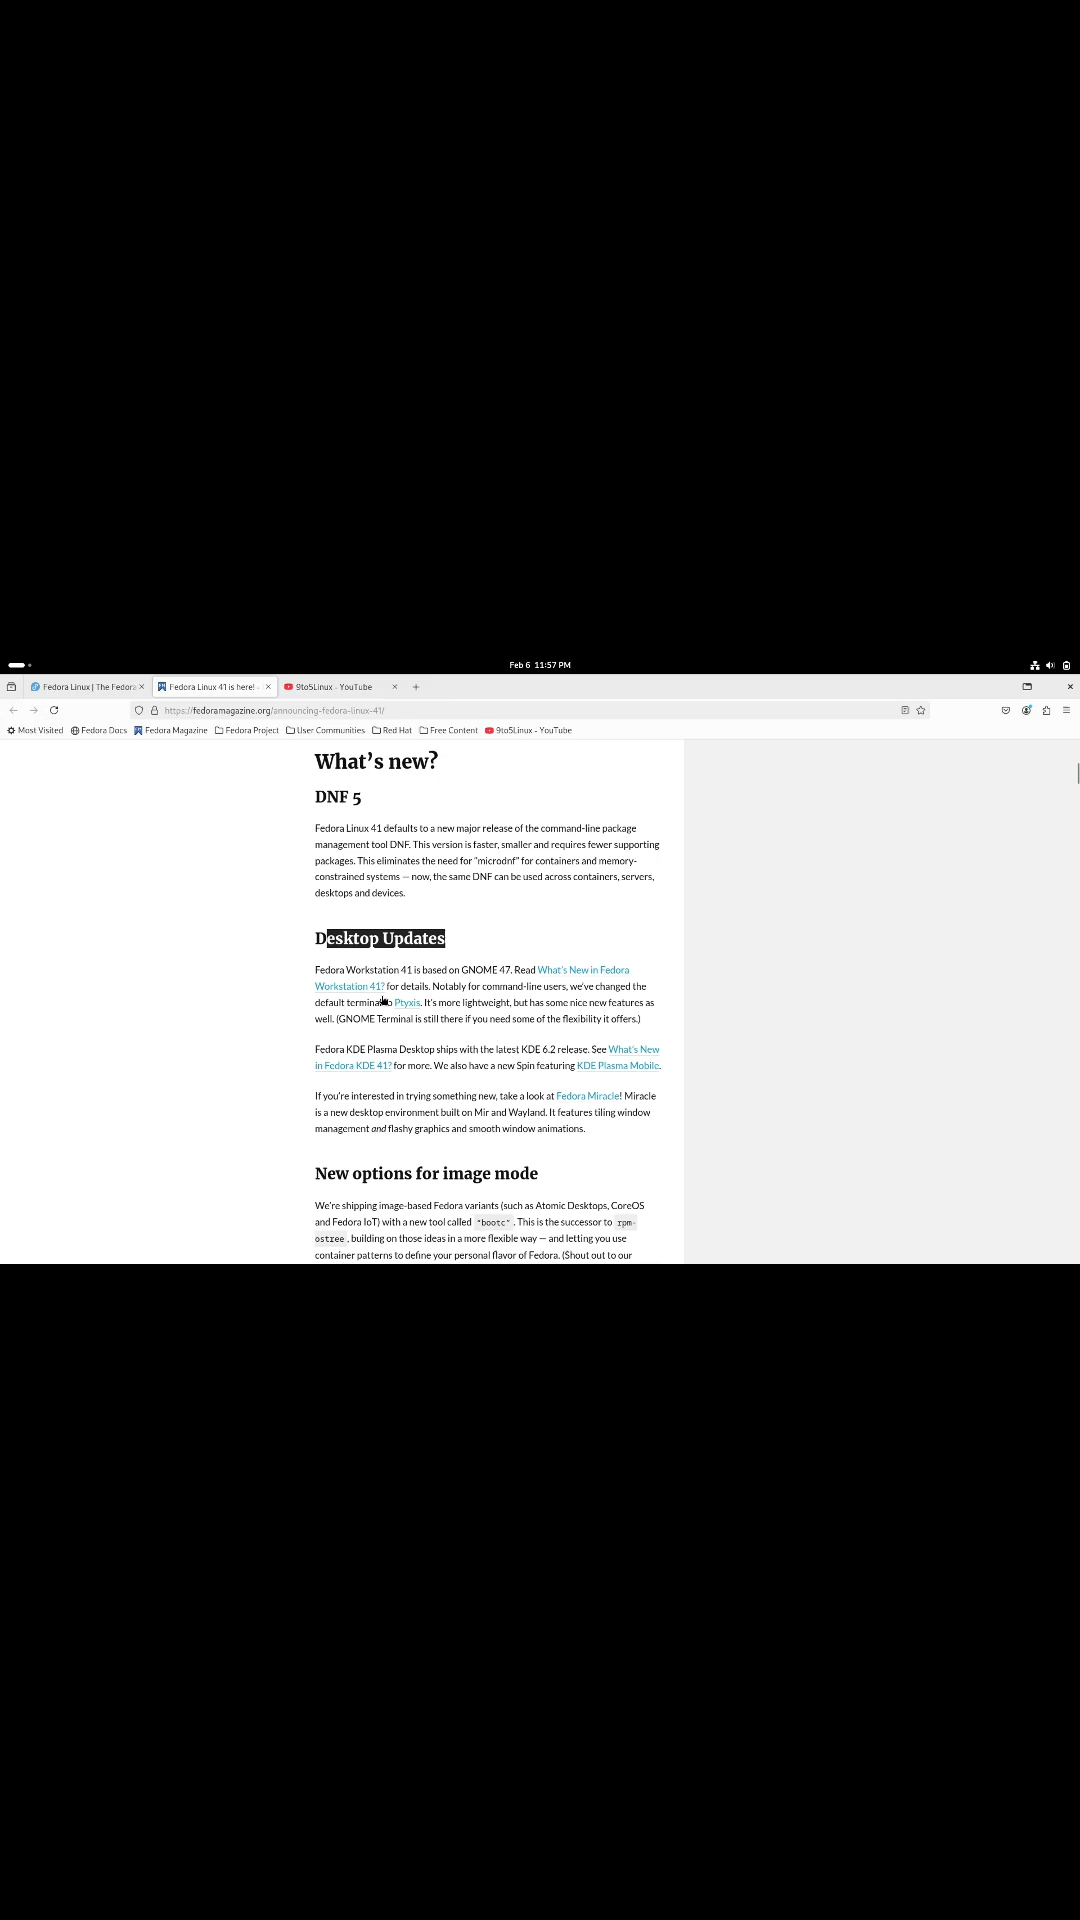 Feb 6 11:57 PM
Fedora Linux | The Fedora
Fedora Linux 41 is here! -
9to5Linux - YouTube
https://fedoramagazine.org/announcing-fedora-linux-41/
Most Visited
Fedora Docs
Fedora Magazine
Fedora Project
User Communities
Red Hat
Free Content
9to5Linux - YouTube
What’s new?
DNF 5
Fedora Linux 41 defaults to a new major release of the command-line package
management tool DNF. This version is faster, smaller and requires fewer supporting
packages. This eliminates the need for “microdnf” for containers and memory-
constrained systems — now, the same DNF can be used across containers, servers,
desktops and devices.
Desktop Updates
Fedora Workstation 41 is based on GNOME 47. Read What’s New in Fedora
Workstation 41? for details. Notably for command-line users, we’ve changed the
default terminal to Ptyxis. It’s more lightweight, but has some nice new features as
well. (GNOME Terminal is still there if you need some of the flexibility it offers.)
Fedora KDE Plasma Desktop ships with the latest KDE 6.2 release. See What’s New
in Fedora KDE 41? for more. We also have a new Spin featuring KDE Plasma Mobile.
If you’re interested in trying something new, take a look at Fedora Miracle! Miracle
is a new desktop environment built on Mir and Wayland. It features tiling window
management and flashy graphics and smooth window animations.
New options for image mode
We’re shipping image-based Fedora variants (such as Atomic Desktops, CoreOS
and Fedora IoT) with a new tool called "bootc". This is the successor to rpm-
ostree, building on those ideas in a more flexible way — and letting you use
container patterns to define your personal flavor of Fedora. (Shout out to our